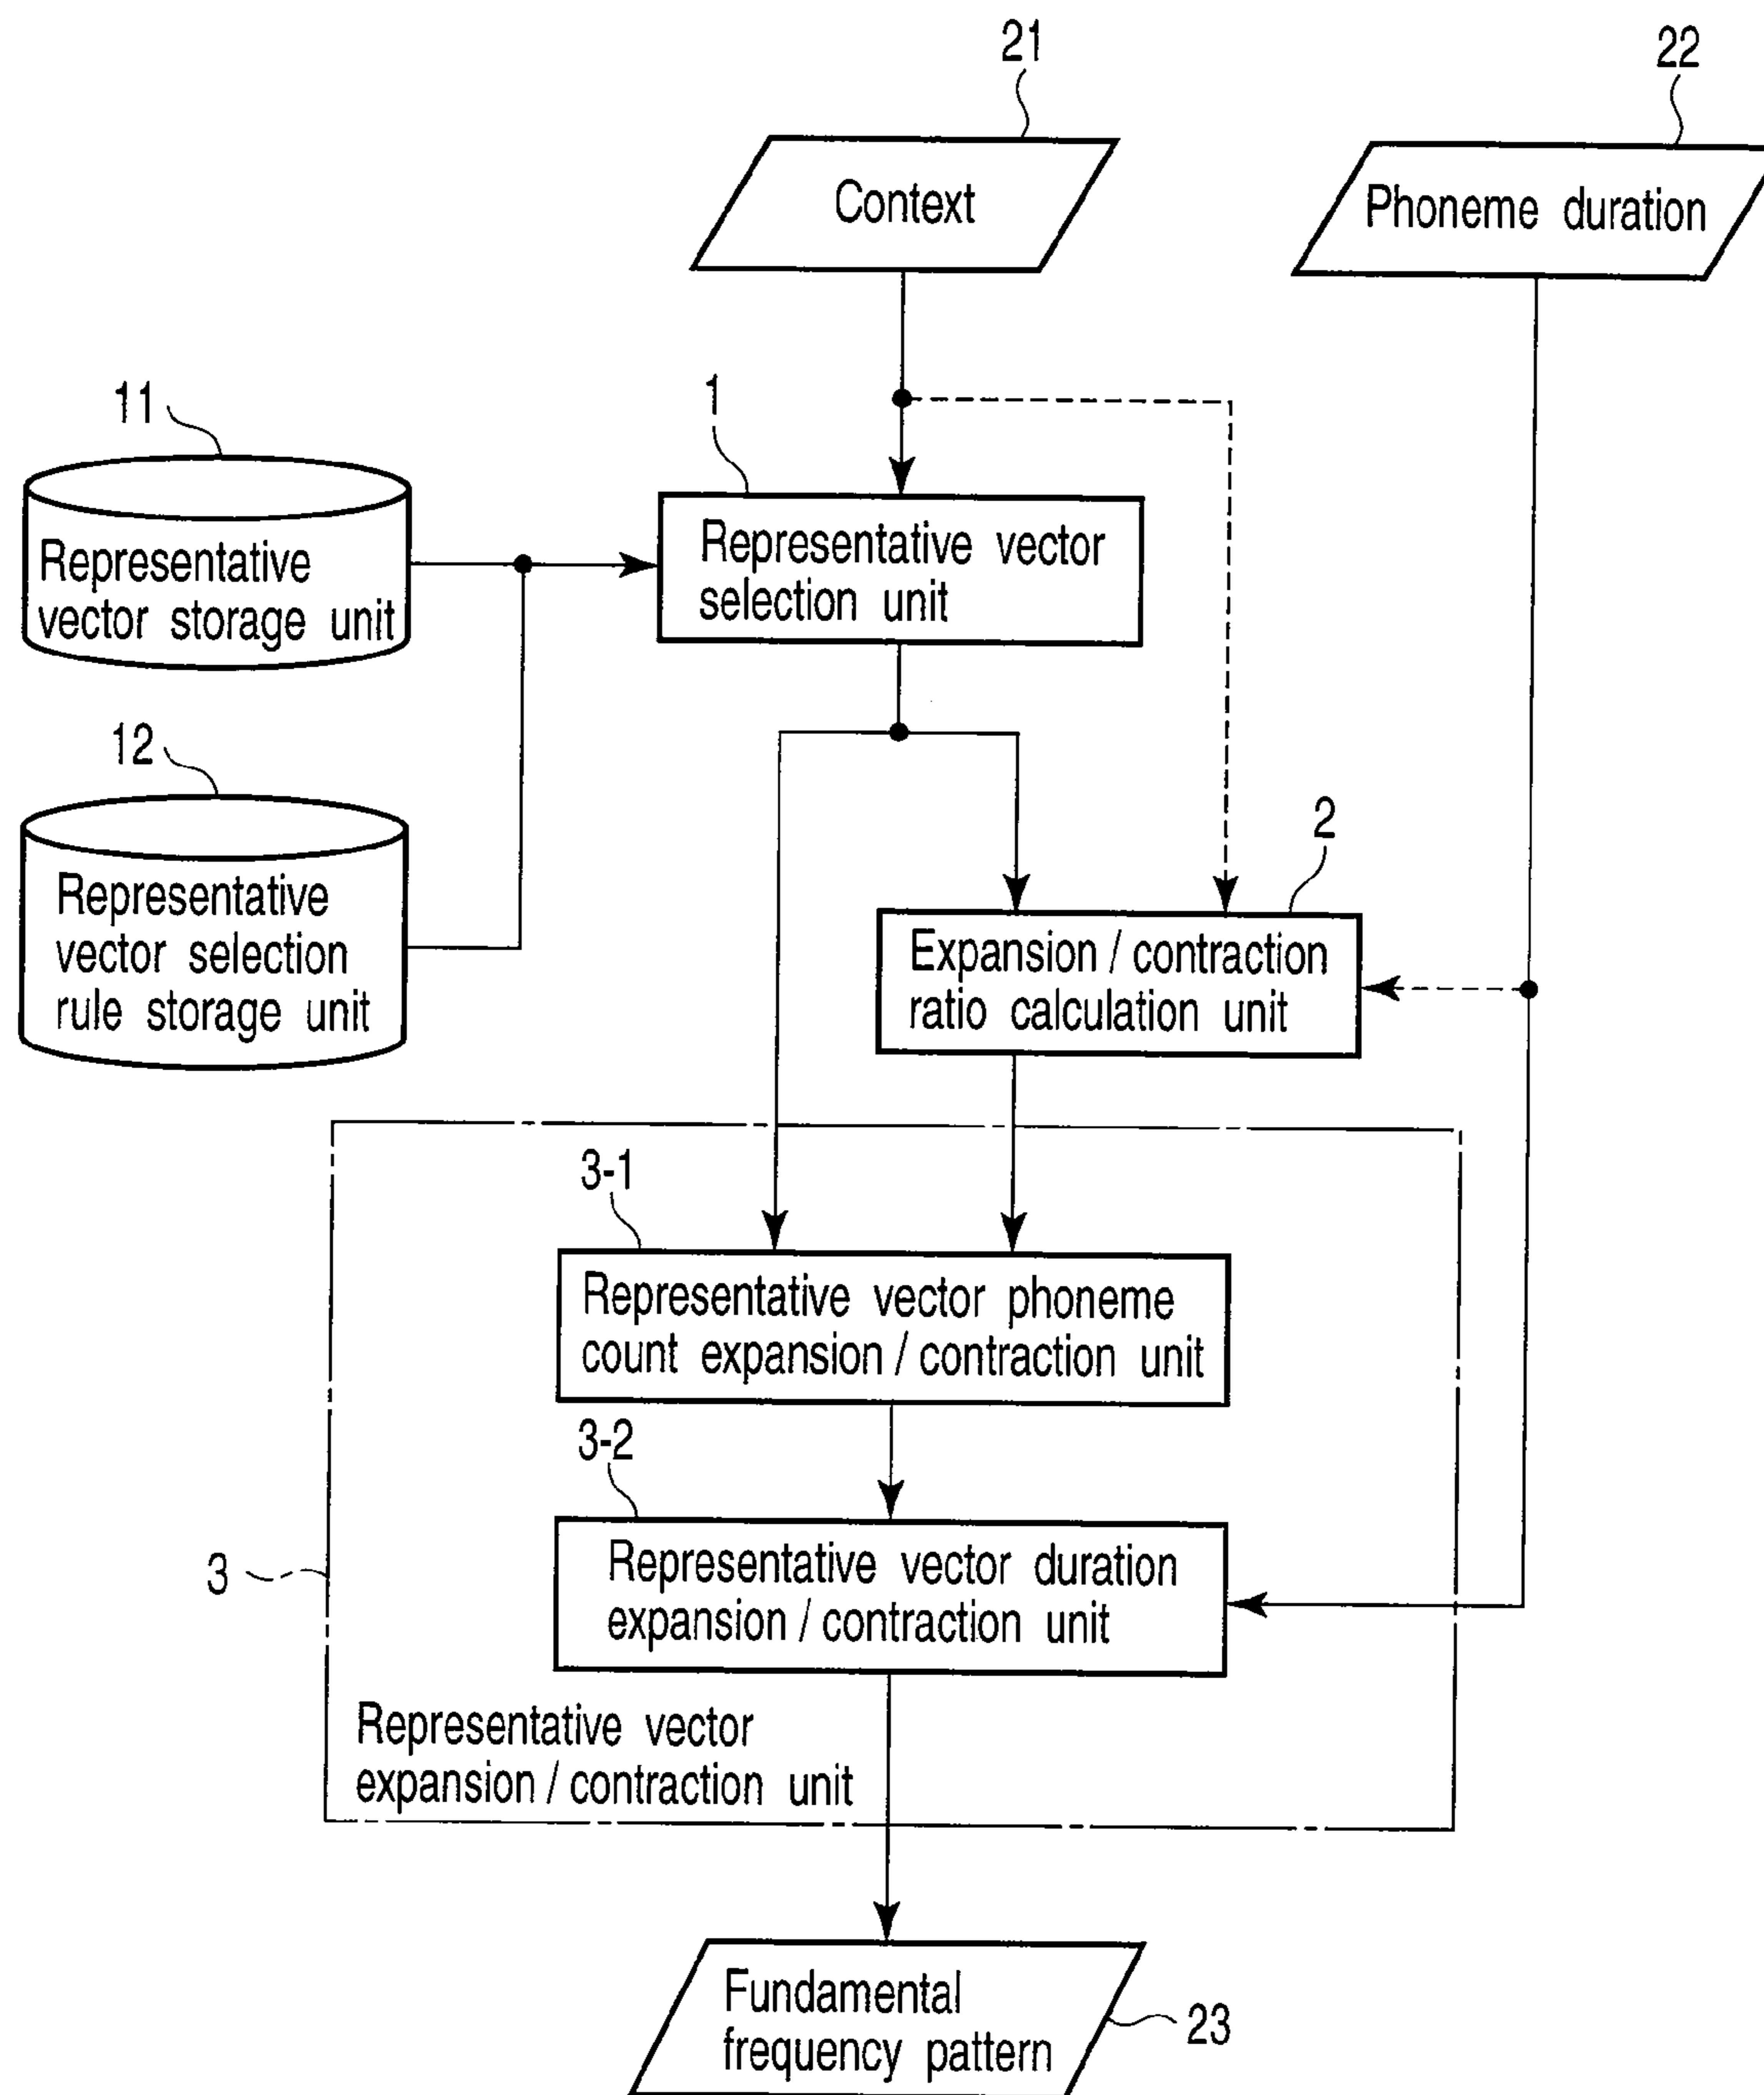 21
22
Context
Phoneme duration
11
1
Representative
vector storage unit
Representative vector
selection unit
12
2
Representative
vector selection
rule storage unit
Expansion / contraction
ratio calculation unit
3-1
Representative vector phoneme
count expansion / contraction unit
3-2
3
Representative vector duration
expansion / contraction unit
Representative vector
expansion / contraction unit
Fundamental
frequency pattern
23